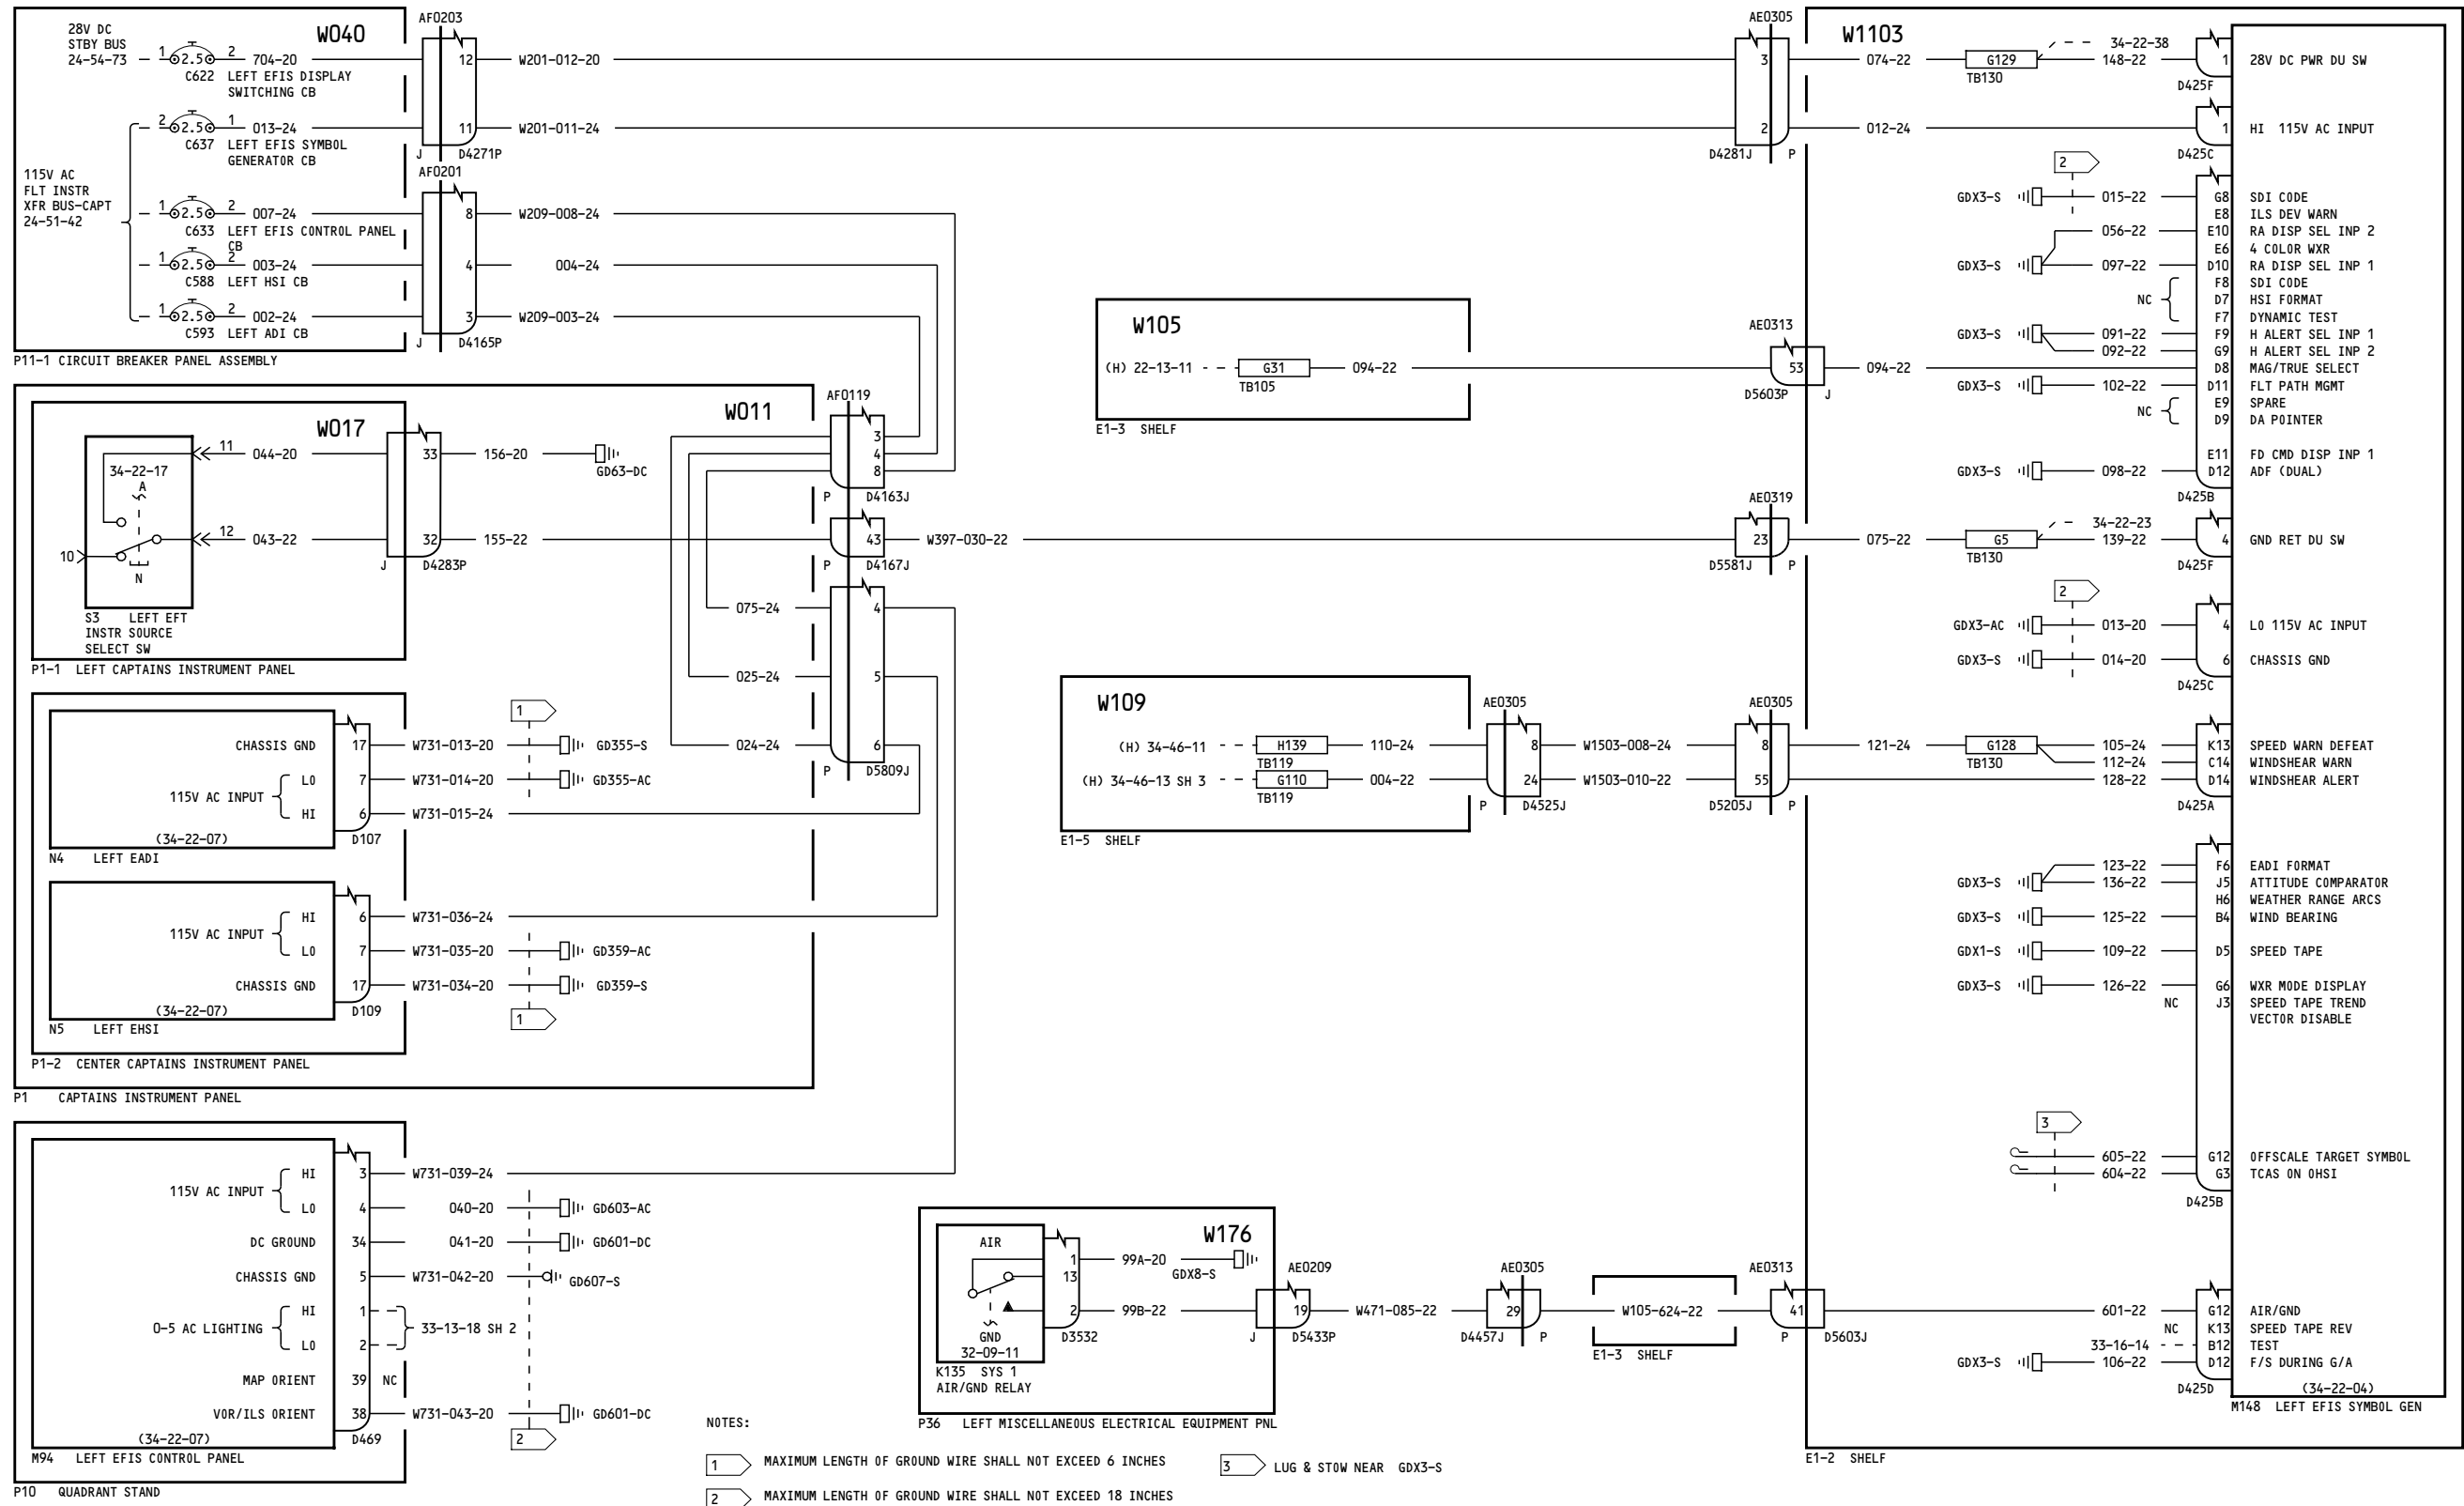 28V DC
STBY BUS
24-54-73
1
2.5
2
704-20
C622 LEFT EFIS DISPLAY
SWITCHING CB
W040
AF0203
12
W201-012-20
2
2.5
1
013-24
C637 LEFT EFIS SYMBOL
GENERATOR CB
11
W201-011-24
J D4271P
115V AC
FLT INSTR
XFR BUS-CAPT
24-51-42
AF0201
1
2.5
2
007-24
C633 LEFT EFIS CONTROL PANEL
CB
8
W209-008-24
1
2.5
2
003-24
C588 LEFT HSI CB
4
004-24
1
2.5
2
002-24
C593 LEFT ADI CB
3
W209-003-24
J D4165P
P11-1 CIRCUIT BREAKER PANEL ASSEMBLY
W011
W017
34-22-17
A
N
10
11
044-20
12
043-22
33
156-20
GD63-DC
32
155-22
J D4283P
S3 LEFT EFT
INSTR SOURCE
SELECT SW
P1-1 LEFT CAPTAINS INSTRUMENT PANEL
AF0119
3
4
8
P D4163J
43
W397-030-22
P D4167J
075-24
4
025-24
5
024-24
6
P D5809J
1
CHASSIS GND 17 W731-013-20 GD355-S
LO 7 W731-014-20 GD355-AC
115V AC INPUT
HI 6 W731-015-24
(34-22-07) D107
N4 LEFT EADI
HI 6 W731-036-24
115V AC INPUT
LO 7 W731-035-20 GD359-AC
CHASSIS GND 17 W731-034-20 GD359-S
(34-22-07) D109
1
N5 LEFT EHSI
P1-2 CENTER CAPTAINS INSTRUMENT PANEL
P1 CAPTAINS INSTRUMENT PANEL
HI 3 W731-039-24
115V AC INPUT
LO 4 040-20 GD603-AC
DC GROUND 34 041-20 GD601-DC
CHASSIS GND 5 W731-042-20 GD607-S
HI 1
0-5 AC LIGHTING 33-13-18 SH 2
LO 2
MAP ORIENT 39 NC
VOR/ILS ORIENT 38 W731-043-20 GD601-DC
(34-22-07) D469
2
M94 LEFT EFIS CONTROL PANEL
P10 QUADRANT STAND
W105
(H) 22-13-11 G31 094-22
TB105
E1-3 SHELF
AE0313
53
094-22
D5603P J
W109
(H) 34-46-11 H139 110-24
TB119
(H) 34-46-13 SH 3 G110 004-22
TB119
E1-5 SHELF
AE0305
8 W1503-008-24
24 W1503-010-22
P D4525J
AE0305
8 121-24
55
D5205J P
W176
AIR
GND
32-09-11
K135 SYS 1
AIR/GND RELAY
1
13
2
D3532
99A-20
GDX8-S
99B-22
P36 LEFT MISCELLANEOUS ELECTRICAL EQUIPMENT PNL
AE0209
19
W471-085-22
J D5433P
AE0305
29
D4457J P
W105-624-22
E1-3 SHELF
AE0313
41
P D5603J
AE0305
3
2
D4281J P
AE0319
23
D5581J P
W1103
074-22 G129 148-22 1 28V DC PWR DU SW
34-22-38
TB130
D425F
012-24 1 HI 115V AC INPUT
D425C
2
GDX3-S 015-22 G8 SDI CODE
E8 ILS DEV WARN
056-22 E10 RA DISP SEL INP 2
E6 4 COLOR WXR
GDX3-S 097-22 D10 RA DISP SEL INP 1
F8 SDI CODE
NC D7 HSI FORMAT
F7 DYNAMIC TEST
GDX3-S 091-22 F9 H ALERT SEL INP 1
092-22 G9 H ALERT SEL INP 2
D8 MAG/TRUE SELECT
GDX3-S 102-22 D11 FLT PATH MGMT
NC E9 SPARE
D9 DA POINTER
E11 FD CMD DISP INP 1
GDX3-S 098-22 D12 ADF (DUAL)
D425B
34-22-23
075-22 G5 139-22 4 GND RET DU SW
TB130
D425F
2
GDX3-AC 013-20 4 LO 115V AC INPUT
GDX3-S 014-20 6 CHASSIS GND
D425C
G128 105-24 K13 SPEED WARN DEFEAT
TB130 112-24 C14 WINDSHEAR WARN
128-22 D14 WINDSHEAR ALERT
D425A
123-22 F6 EADI FORMAT
GDX3-S 136-22 J5 ATTITUDE COMPARATOR
H6 WEATHER RANGE ARCS
GDX3-S 125-22 B4 WIND BEARING
GDX1-S 109-22 D5 SPEED TAPE
GDX3-S 126-22 G6 WXR MODE DISPLAY
NC J3 SPEED TAPE TREND
VECTOR DISABLE
3
605-22 G12 OFFSCALE TARGET SYMBOL
604-22 G3 TCAS ON OHSI
D425B
601-22 G12 AIR/GND
NC K13 SPEED TAPE REV
33-16-14 B12 TEST
GDX3-S 106-22 D12 F/S DURING G/A
D425D (34-22-04)
M148 LEFT EFIS SYMBOL GEN
E1-2 SHELF
NOTES:
1 MAXIMUM LENGTH OF GROUND WIRE SHALL NOT EXCEED 6 INCHES
2 MAXIMUM LENGTH OF GROUND WIRE SHALL NOT EXCEED 18 INCHES
3 LUG & STOW NEAR GDX3-S